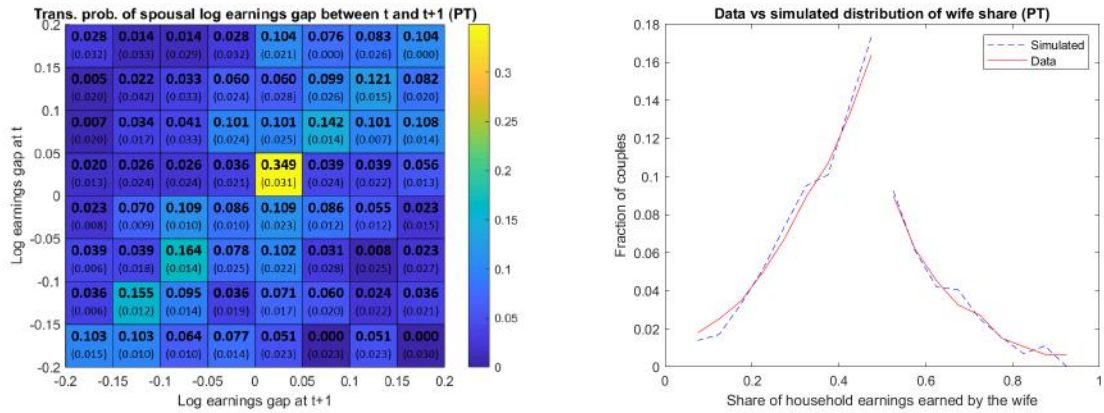 Trans. prob. of spousal log earnings gap between t and t+1 (PT)
0.2
0.028 0.014 0.014 0.028 0.104 0.076 0.083 0.104
(0.032) (0.033) (0.029) (0.032) (0.021) (0.000) (0.026) (0.000)
0.15
0.005 0.022 0.033 0.060 0.060 0.099 0.121 0.082
(0.020) (0.042) (0.033) (0.024) (0.028) (0.026) (0.015) (0.020)
0.1
0.007 0.034 0.041 0.101 0.101 0.142 0.101 0.108
(0.020) (0.017) (0.033) (0.024) (0.025) (0.014) (0.007) (0.014)
0.05
0.020 0.026 0.026 0.036 0.349 0.039 0.039 0.056
(0.013) (0.024) (0.024) (0.021) (0.031) (0.024) (0.022) (0.013)
0
0.023 0.070 0.109 0.086 0.109 0.086 0.055 0.023
(0.008) (0.009) (0.010) (0.010) (0.023) (0.012) (0.012) (0.015)
-0.05
0.039 0.039 0.164 0.078 0.102 0.031 0.008 0.023
(0.006) (0.018) (0.014) (0.025) (0.022) (0.028) (0.025) (0.027)
-0.1
0.036 0.155 0.095 0.036 0.071 0.060 0.024 0.036
(0.006) (0.012) (0.014) (0.019) (0.017) (0.020) (0.022) (0.021)
-0.15
0.103 0.103 0.064 0.077 0.051 0.000 0.051 0.000
(0.015) (0.010) (0.010) (0.014) (0.023) (0.023) (0.023) (0.030)
-0.2
-0.2 -0.15 -0.1 -0.05 0 0.05 0.1 0.15 0.2
Log earnings gap at t+1
Log earnings gap at t
0.3
0.25
0.2
0.15
0.1
0.05
0
Data vs simulated distribution of wife share (PT)
0.18
0.16
0.14
0.12
0.1
0.08
0.06
0.04
0.02
0
Fraction of couples
Simulated
Data
0 0.2 0.4 0.6 0.8 1
Share of household earnings earned by the wife